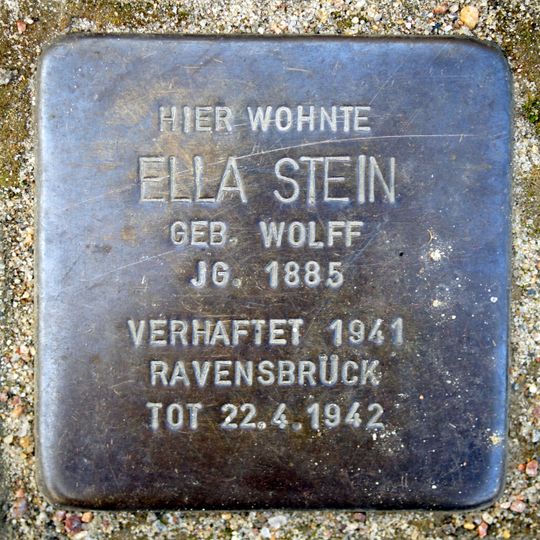 HIER WOHNTE
ELLA STEIN
GEB. WOLFF
JG. 1885
VERHAFTET 1941
RAVENSBRÜCK
TOT 22.4.1942